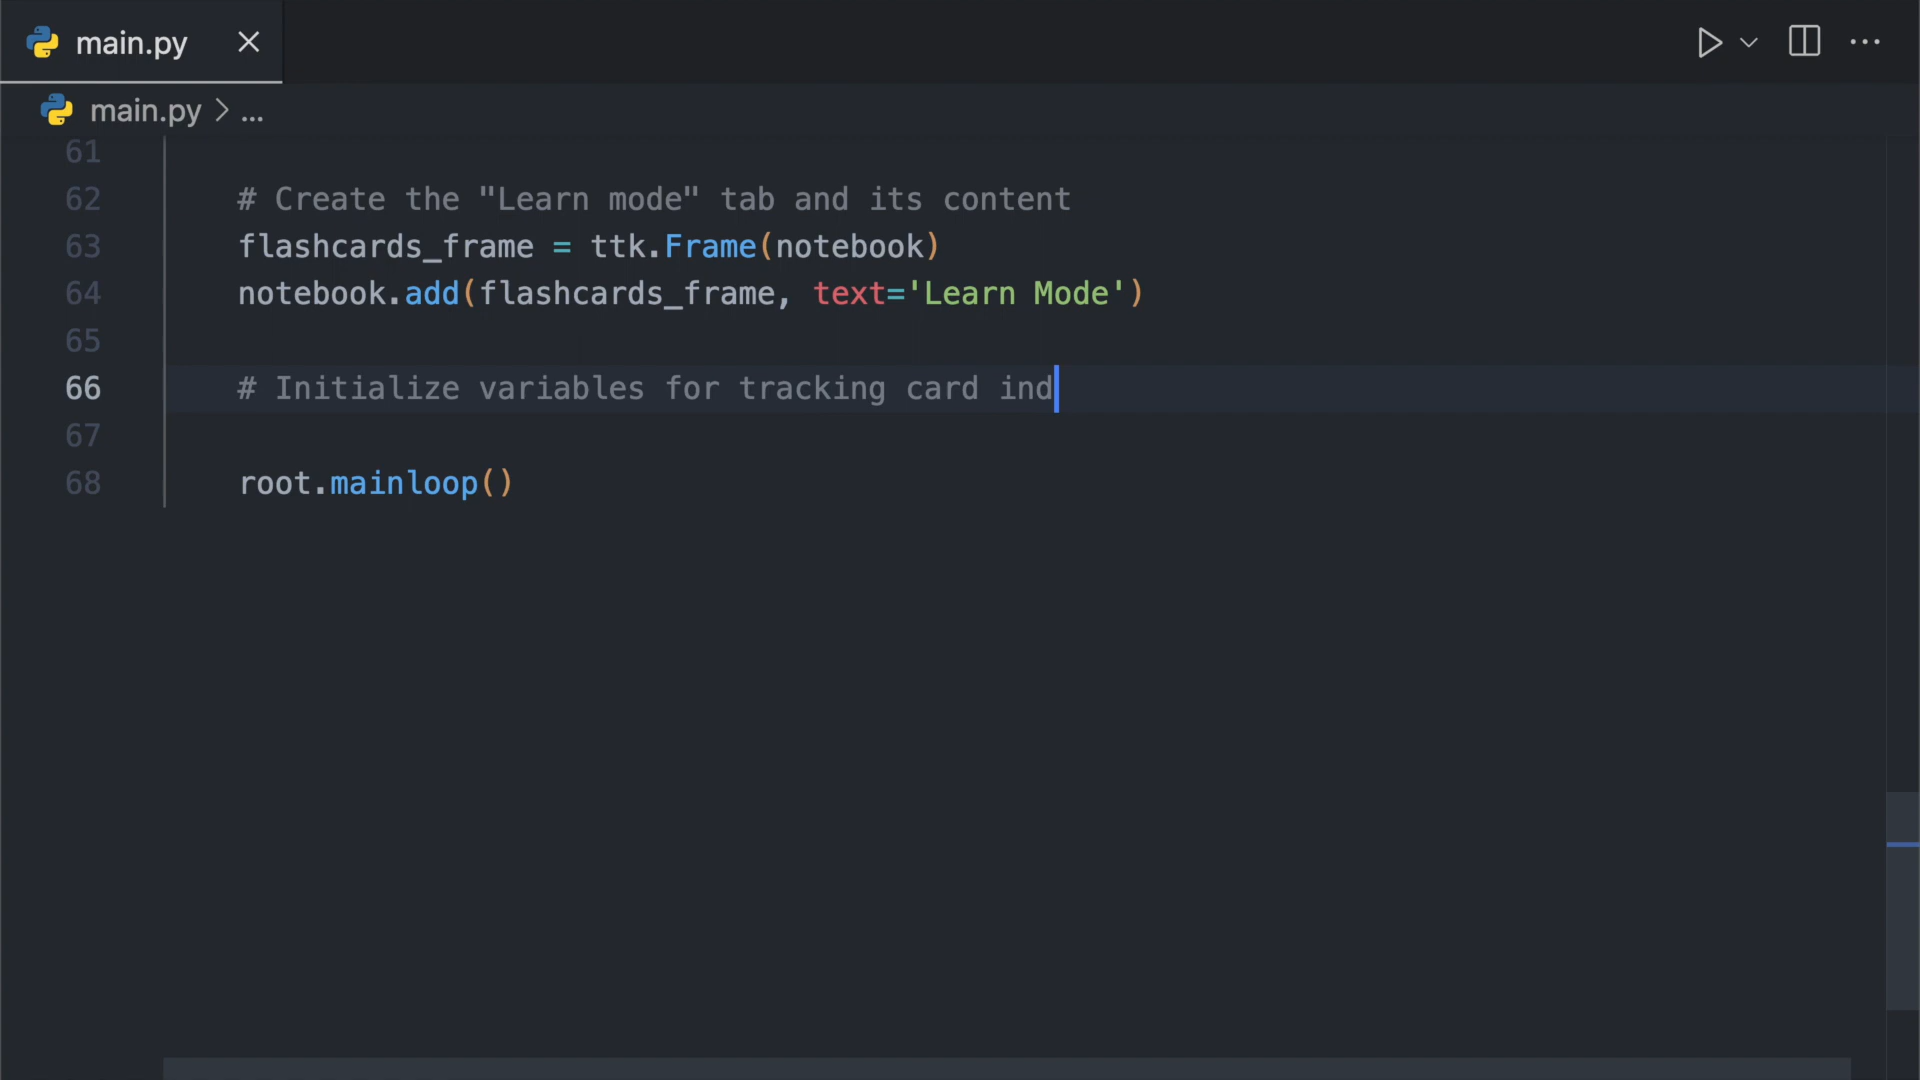 main.py
main.py > ...
61
62 # Create the "Learn mode" tab and its content
63 flashcards_frame = ttk.Frame(notebook)
64 notebook.add(flashcards_frame, text='Learn Mode')
65
66 # Initialize variables for tracking card ind
67
68 root.mainloop()